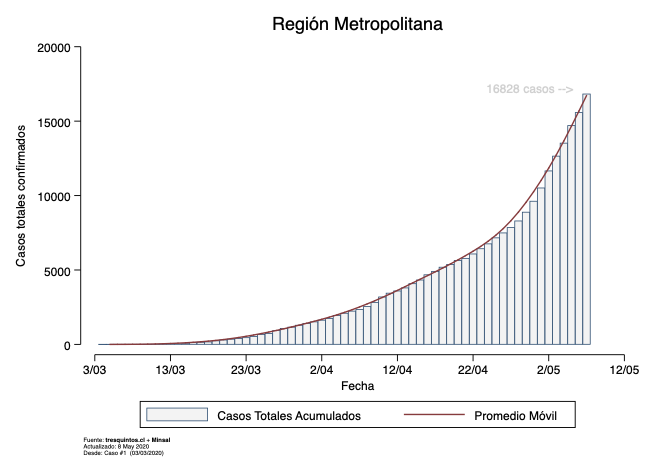 Región Metropolitana
20000
15000
10000
5000
0
Casos totales confirmados
16828 casos -->
3/03 13/03 23/03 2/04 12/04 22/04 2/05 12/05
Fecha
Casos Totales Acumulados Promedio Móvil
Fuente: tresquintos.cl + Minsal
Actualizado: 8 May 2020
Desde: Caso #1 (03/03/2020)